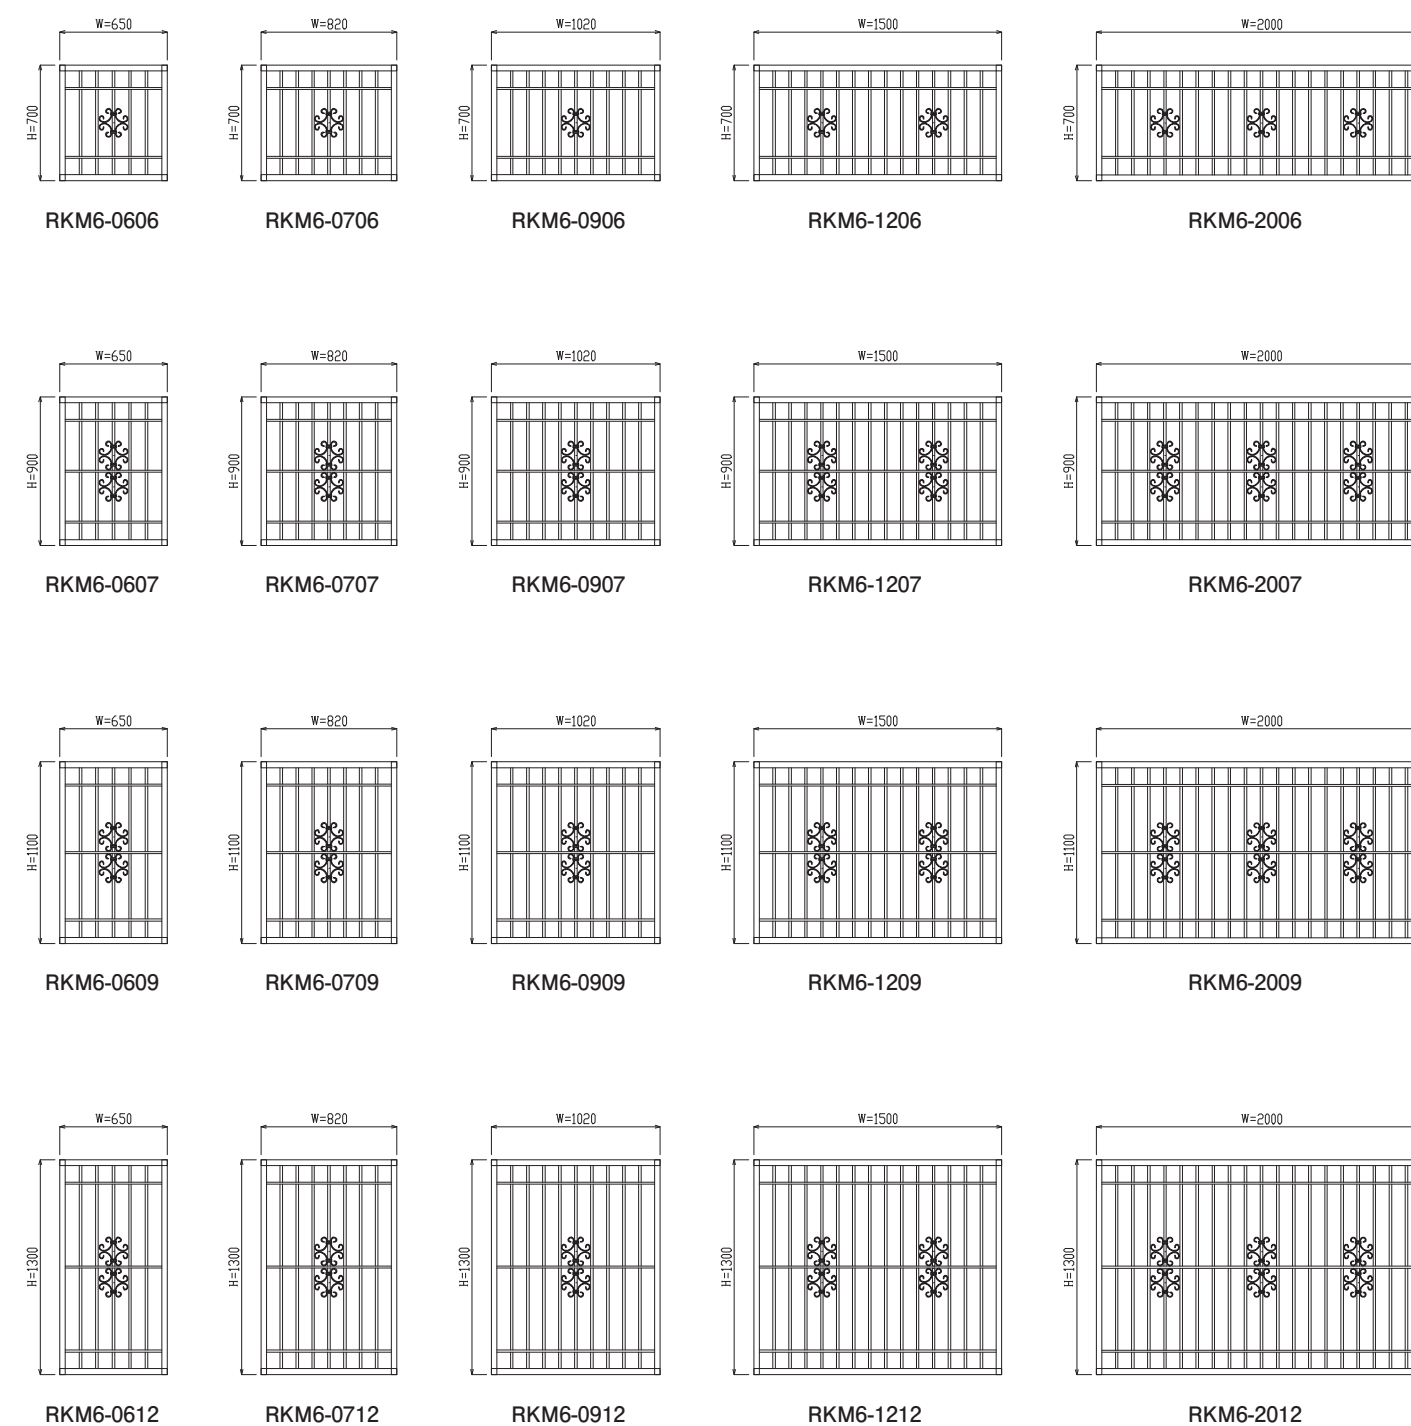 W=650 W=820 W=1020 W=1500 W=2000
H=700 H=700 H=700 H=700 H=700
RKM6-0606 RKM6-0706 RKM6-0906 RKM6-1206 RKM6-2006
W=650 W=820 W=1020 W=1500 W=2000
H=900 H=900 H=900 H=900 H=900
RKM6-0607 RKM6-0707 RKM6-0907 RKM6-1207 RKM6-2007
W=650 W=820 W=1020 W=1500 W=2000
H=1100 H=1100 H=1100 H=1100 H=1100
RKM6-0609 RKM6-0709 RKM6-0909 RKM6-1209 RKM6-2009
W=650 W=820 W=1020 W=1500 W=2000
H=1300 H=1300 H=1300 H=1300 H=1300
RKM6-0612 RKM6-0712 RKM6-0912 RKM6-1212 RKM6-2012